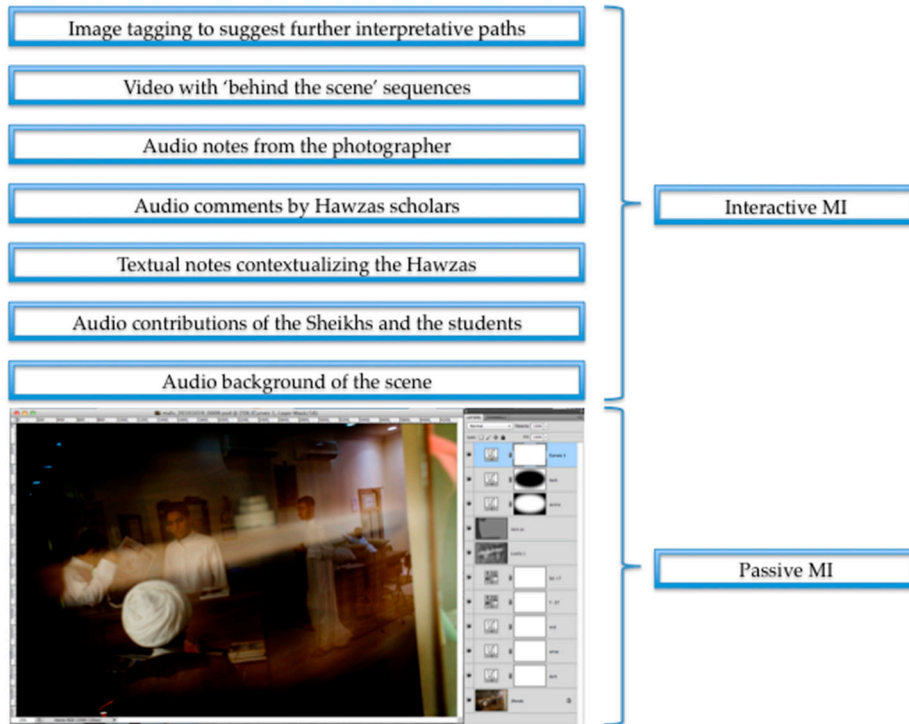 Image tagging to suggest further interpretative paths
Video with ‘behind the scene’ sequences
Audio notes from the photographer
Audio comments by Hawzas scholars
Interactive MI
Textual notes contextualizing the Hawzas
Audio contributions of the Sheikhs and the students
Audio background of the scene
Passive MI